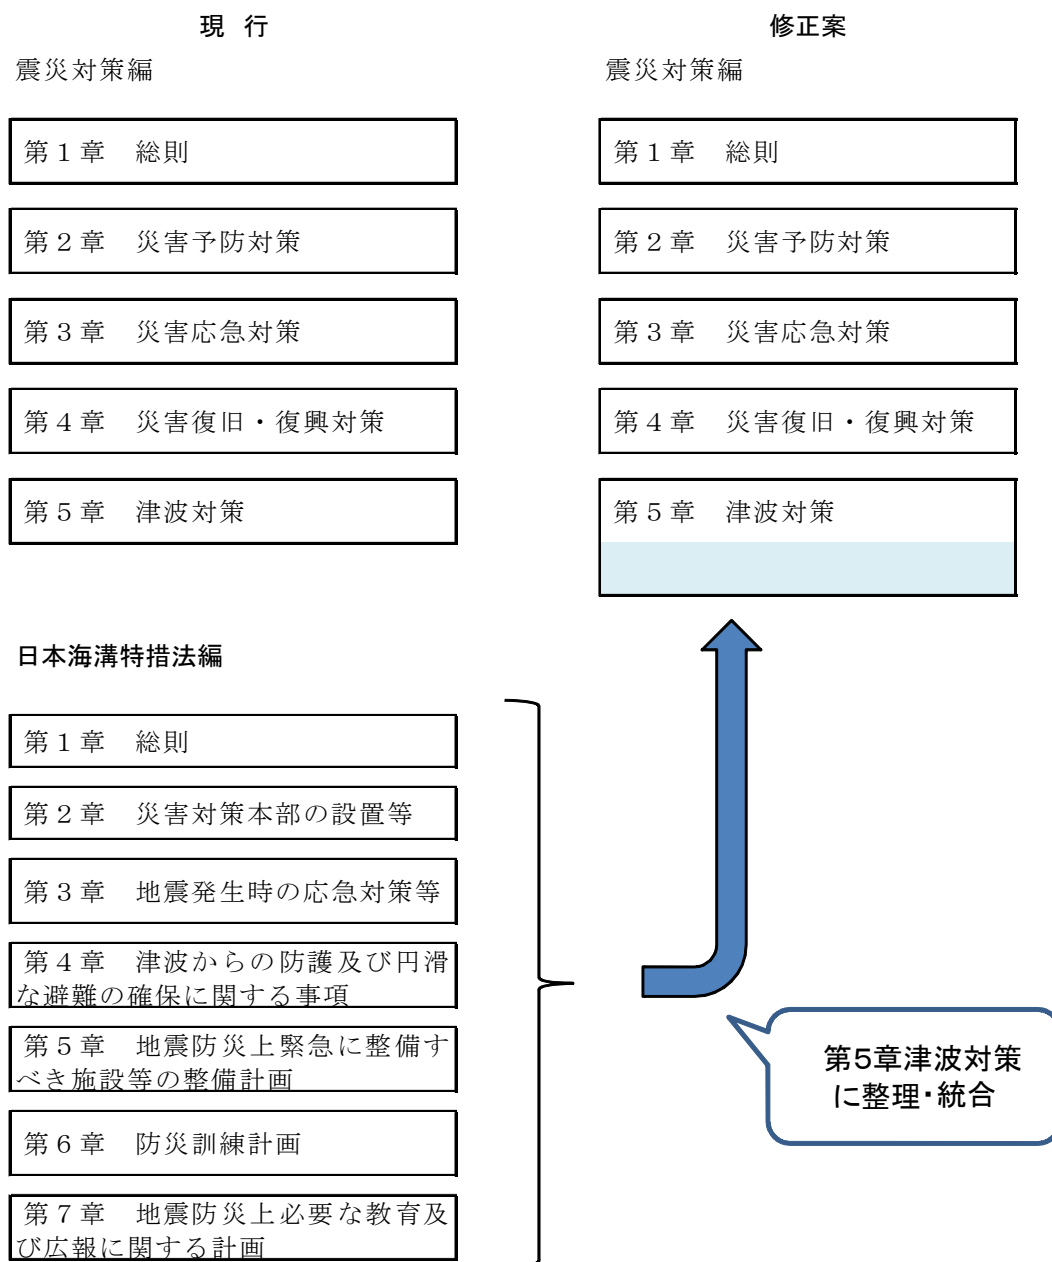 現 行
震災対策編
第１章　総則
第２章　災害予防対策
第３章　災害応急対策
第４章　災害復旧・復興対策
第５章　津波対策
日本海溝特措法編
第１章　総則
第２章　災害対策本部の設置等
第３章　地震発生時の応急対策等
第４章　津波からの防護及び円滑
な避難の確保に関する事項
第５章　地震防災上緊急に整備す
べき施設等の整備計画
第６章　防災訓練計画
第７章　地震防災上必要な教育及
び広報に関する計画
修正案
震災対策編
第１章　総則
第２章　災害予防対策
第３章　災害応急対策
第４章　災害復旧・復興対策
第５章　津波対策
第5章津波対策
に整理・統合